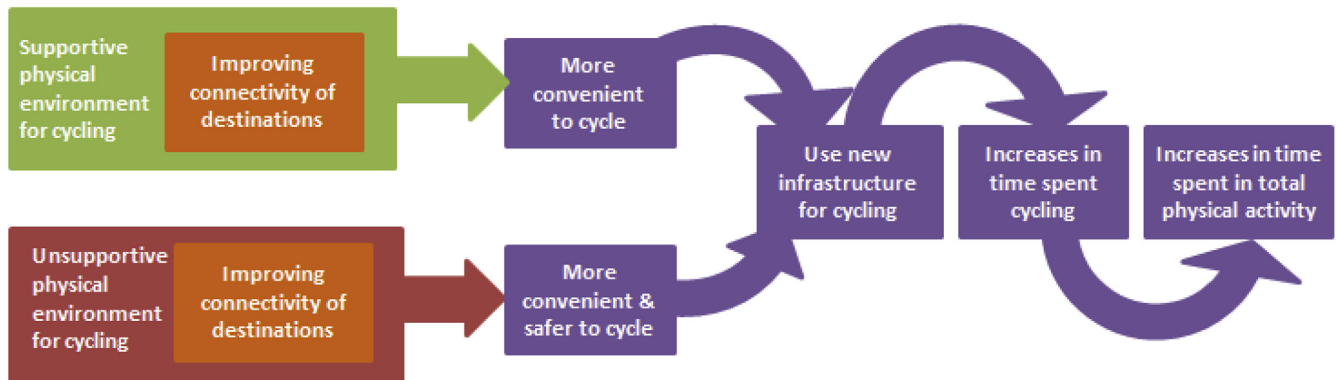 Supportive
physical
environment
for cycling
Improving
connectivity of
destinations
More
convenient
to cycle
Use new
infrastructure
for cycling
Increases in
time spent
cycling
Increases in time
spent in total
physical activity
Unsupportive
physical
environment
for cycling
Improving
connectivity of
destinations
More
convenient &
safer to cycle